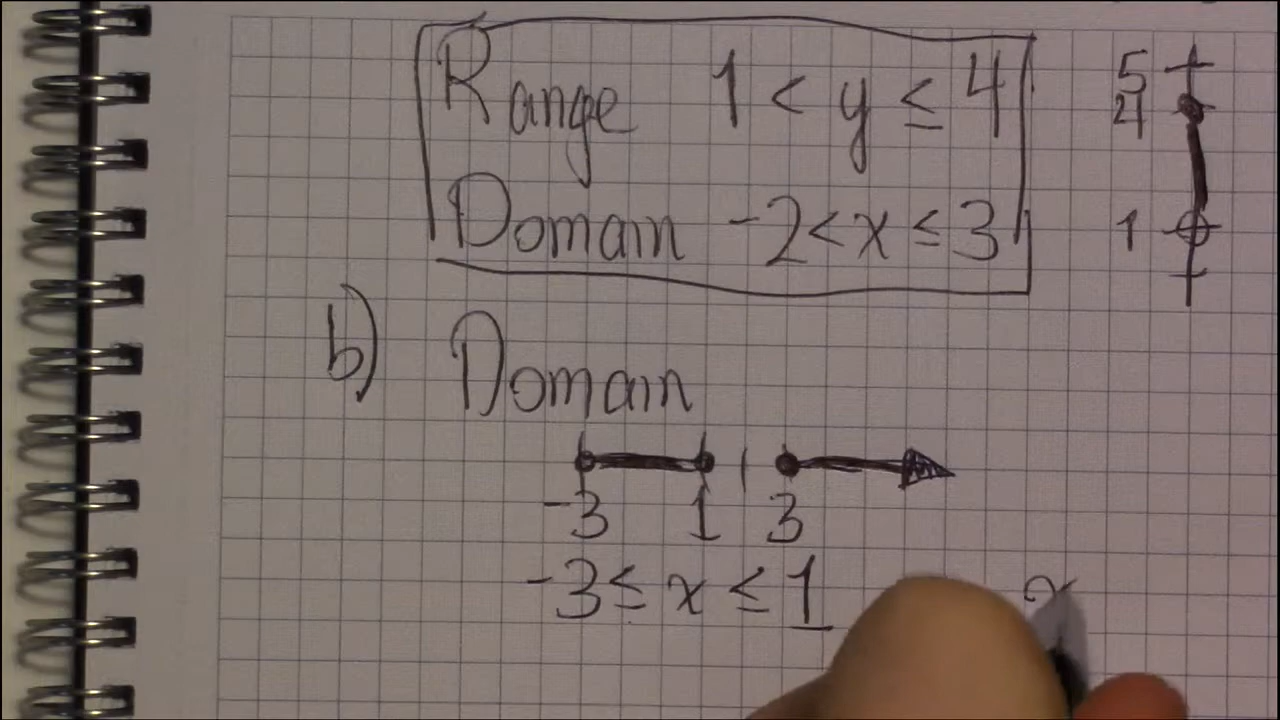 Range 1 < y ≤ 4
Domain -2 < x ≤ 3
5
4
1
b) Domain
-3 1 3
-3 ≤ x ≤ 1 x